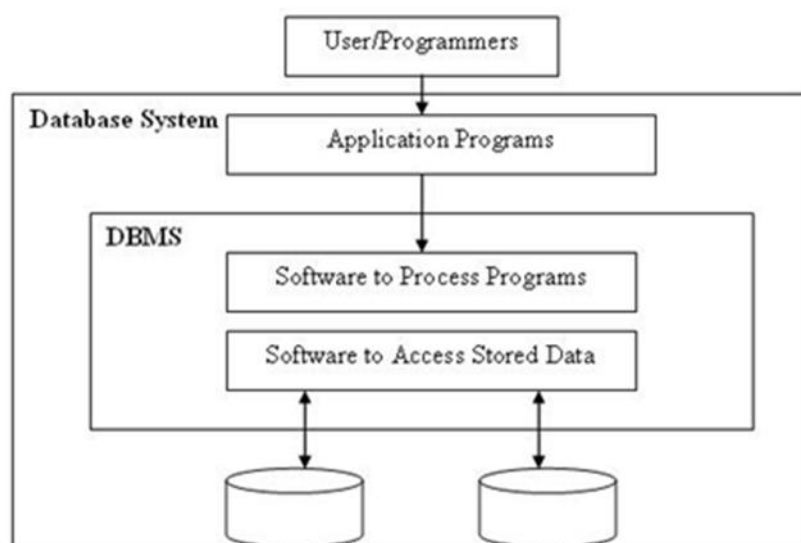 User/Programmers
Database System
Application Programs
DBMS
Software to Process Programs
Software to Access Stored Data